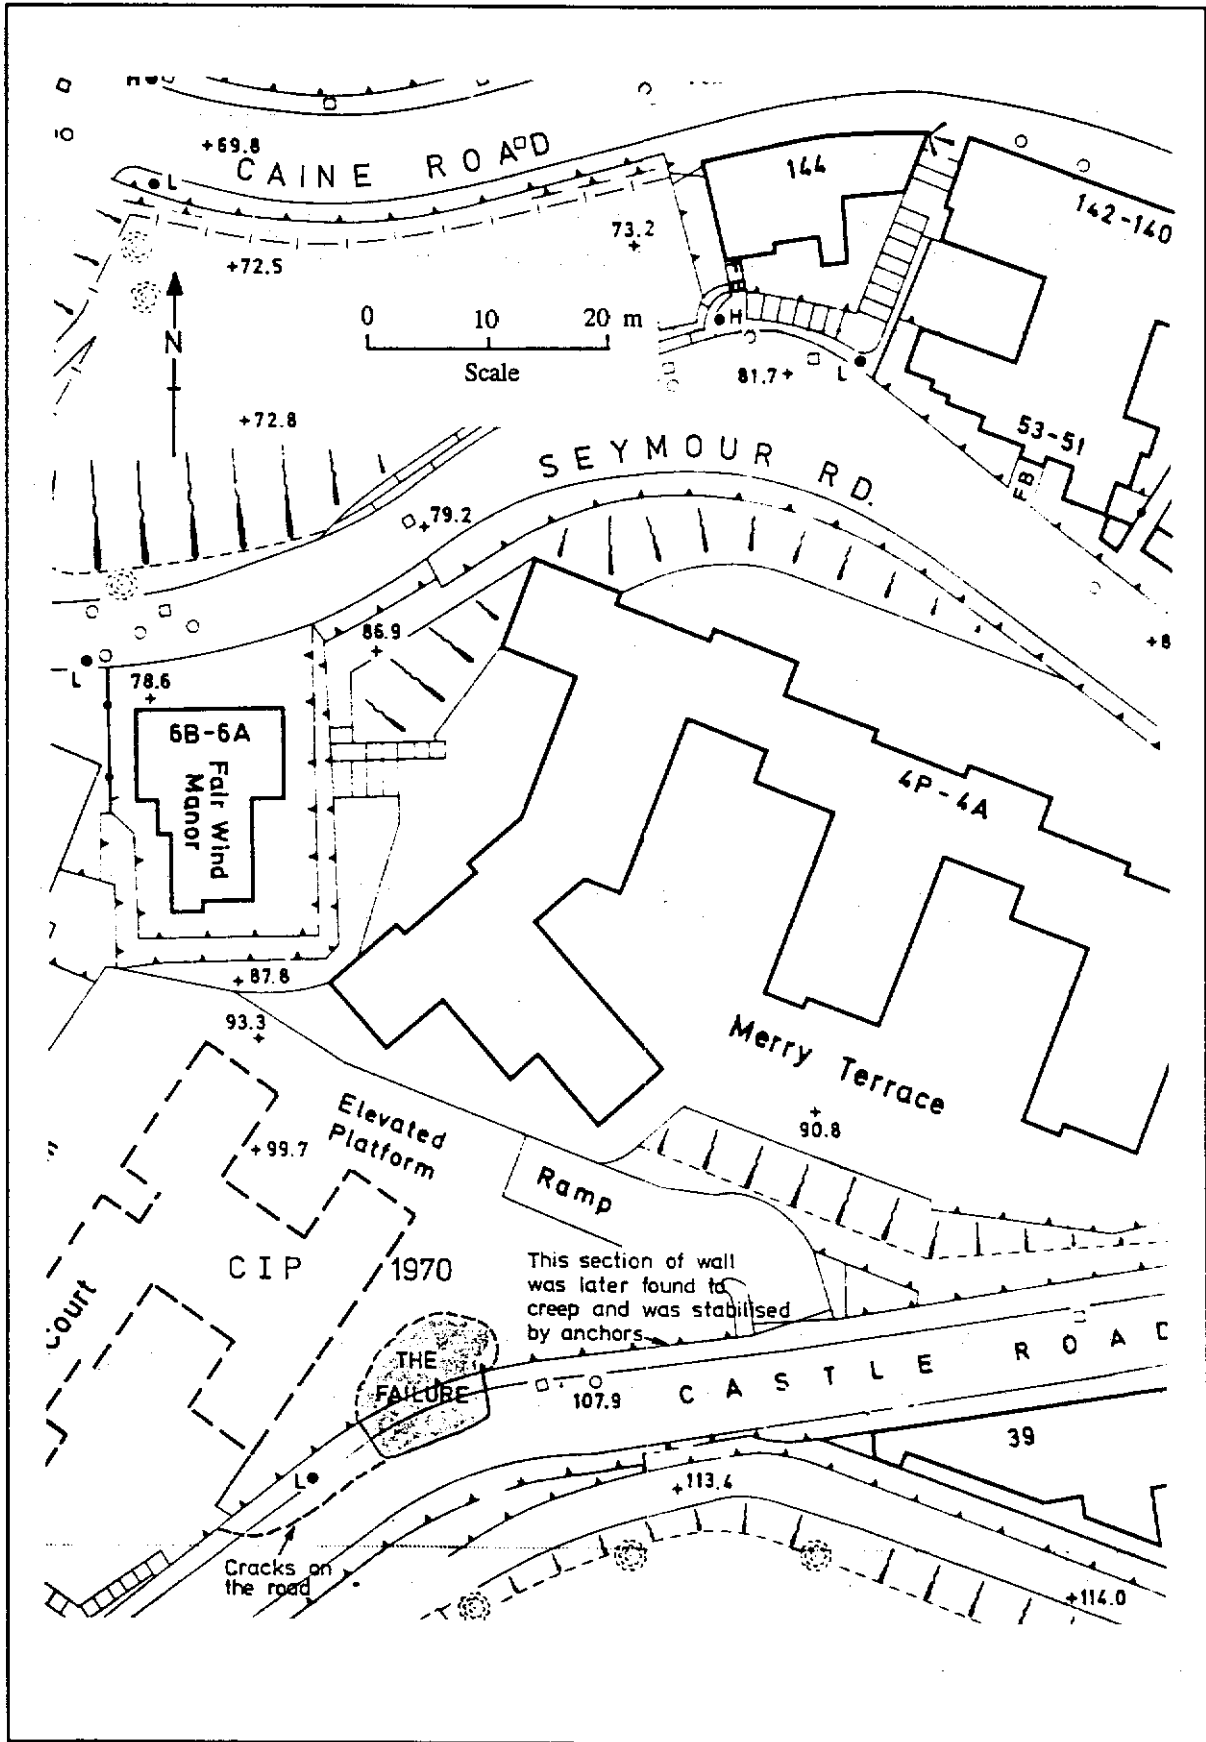 H
+69.8
CAINE ROAD
L
144
142-140
73.2
+
+72.5
H
0 10 20 m
Scale
N
81.7+
L
+72.8
53-51
FB
SEYMOUR RD.
+79.2
86.9
+
+8
L
78.6
+
6B-6A
Fair Wind
Manor
4P-4A
+87.8
93.3
+
Merry Terrace
Elevated
Platform
+
90.8
+99.7
Ramp
CIP 1970
Court
This section of wall
was later found to
creep and was stabilised
by anchors
THE
FAILURE
107.9
CASTLE ROAD
39
L
+113.4
Cracks on
the road
+114.0